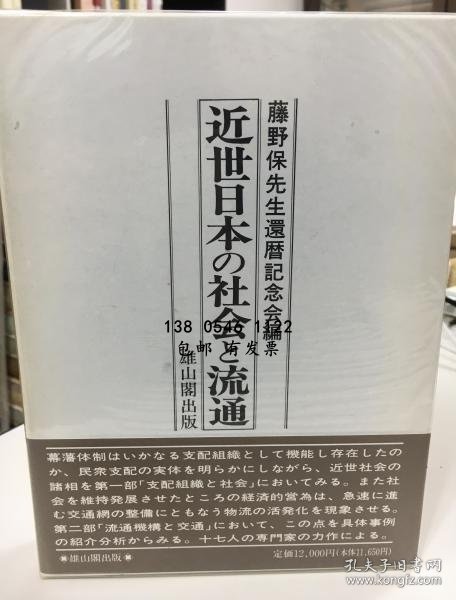 藤野保先生還暦記念会編
近世日本の社会と流通
雄山閣出版
138 0546 1122
包邮 有发票
幕藩体制はいかなる支配組織として機能し存在したの
か、民衆支配の実体を明らかにしながら、近世社会の
諸相を第一部「支配組織と社会」においてみる。また社
会を維持発展させたところの経済的営為は、急速に進
む交通網の整備にともなう物流の活発化を現象させる。
第二部「流通機構と交通」において、この点を具体事例
の紹介分析からみる。十七人の専門家の力作による。
雄山閣出版
定価12,000円(本体11,650円)
孔夫子旧书网
kongfz.com